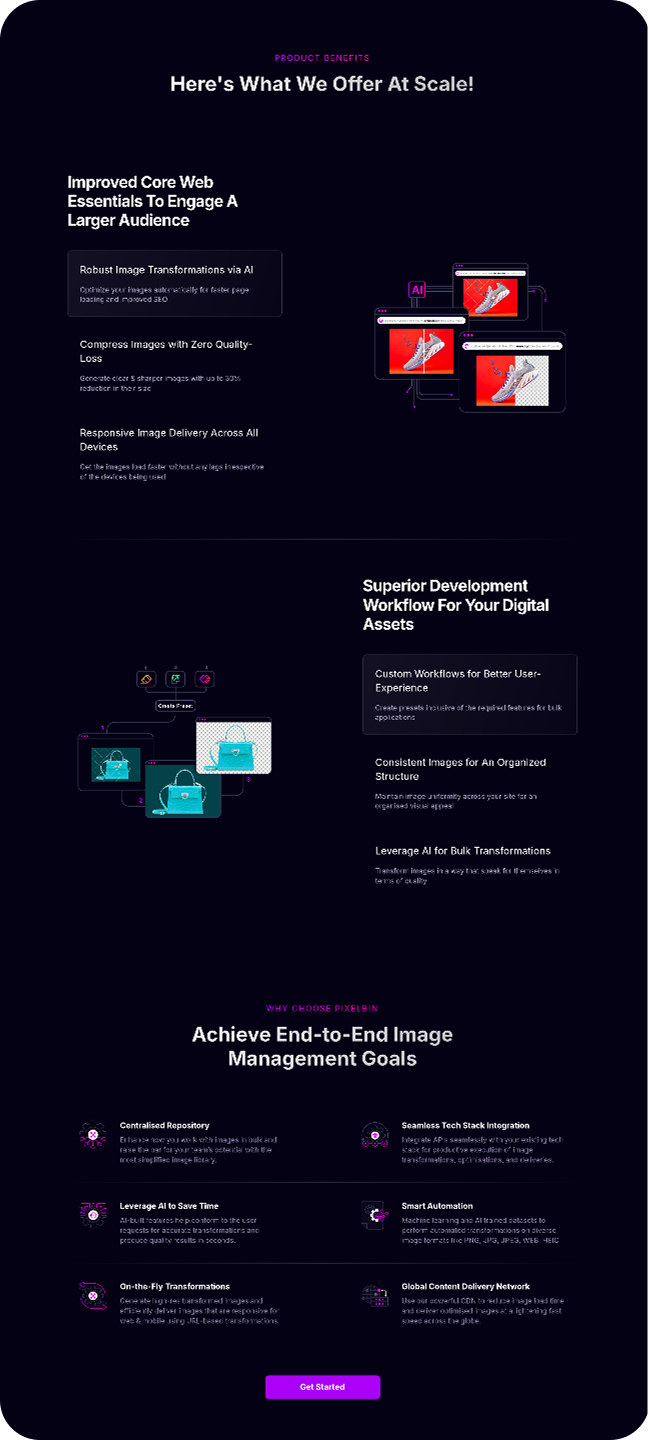 PRODUCT BENEFITS
Here's What We Offer At Scale!
Improved Core Web
Essentials To Engage A
Larger Audience
Robust Image Transformations via AI
Optimize your images automatically for faster page
loading and improved SEO
Compress Images with Zero Quality-
Loss
Generate clear & sharper images with up to 30%
reduction in their size
Responsive Image Delivery Across All
Devices
Get the images load faster without any lags irrespective
of the devices being used
AI
Superior Development
Workflow For Your Digital
Assets
1 2 3
Create Preset
1
2
3
Custom Workflows for Better User-
Experience
Create presets inclusive of the required features for bulk
applications
Consistent Images for An Organized
Structure
Maintain image uniformity across your site for an
organised visual appeal
Leverage AI for Bulk Transformations
Transform images in a way that speak for themselves in
terms of quality
WHY CHOOSE PIXELBIN
Achieve End-to-End Image
Management Goals
Centralised Repository
Enhance how you work with images in build and
raise the bar for your team's potential with the
most simplified image library.
Seamless Tech Stack Integration
Integrate APIs seamlessly with your existing tech
stack for productive execution of image
transformations, optimisations, and deliveries.
Leverage AI to Save Time
AI-built features help conform to the user
requests for accurate transformations and
produce quality results in seconds.
Smart Automation
Machine learning and AI trained datasets to
perform automated transformations on diverse
image formats like PNG, JPG, JPEG, WEB, HEIC
On-the-Fly Transformations
Generate high-res transformed images and
efficiently deliver images that are responsive for
web & mobile using URL-based transformations.
Global Content Delivery Network
Use our powerful CDN to reduce image load time
and deliver optimised images at a lightening fast
speed across the globe.
Get Started